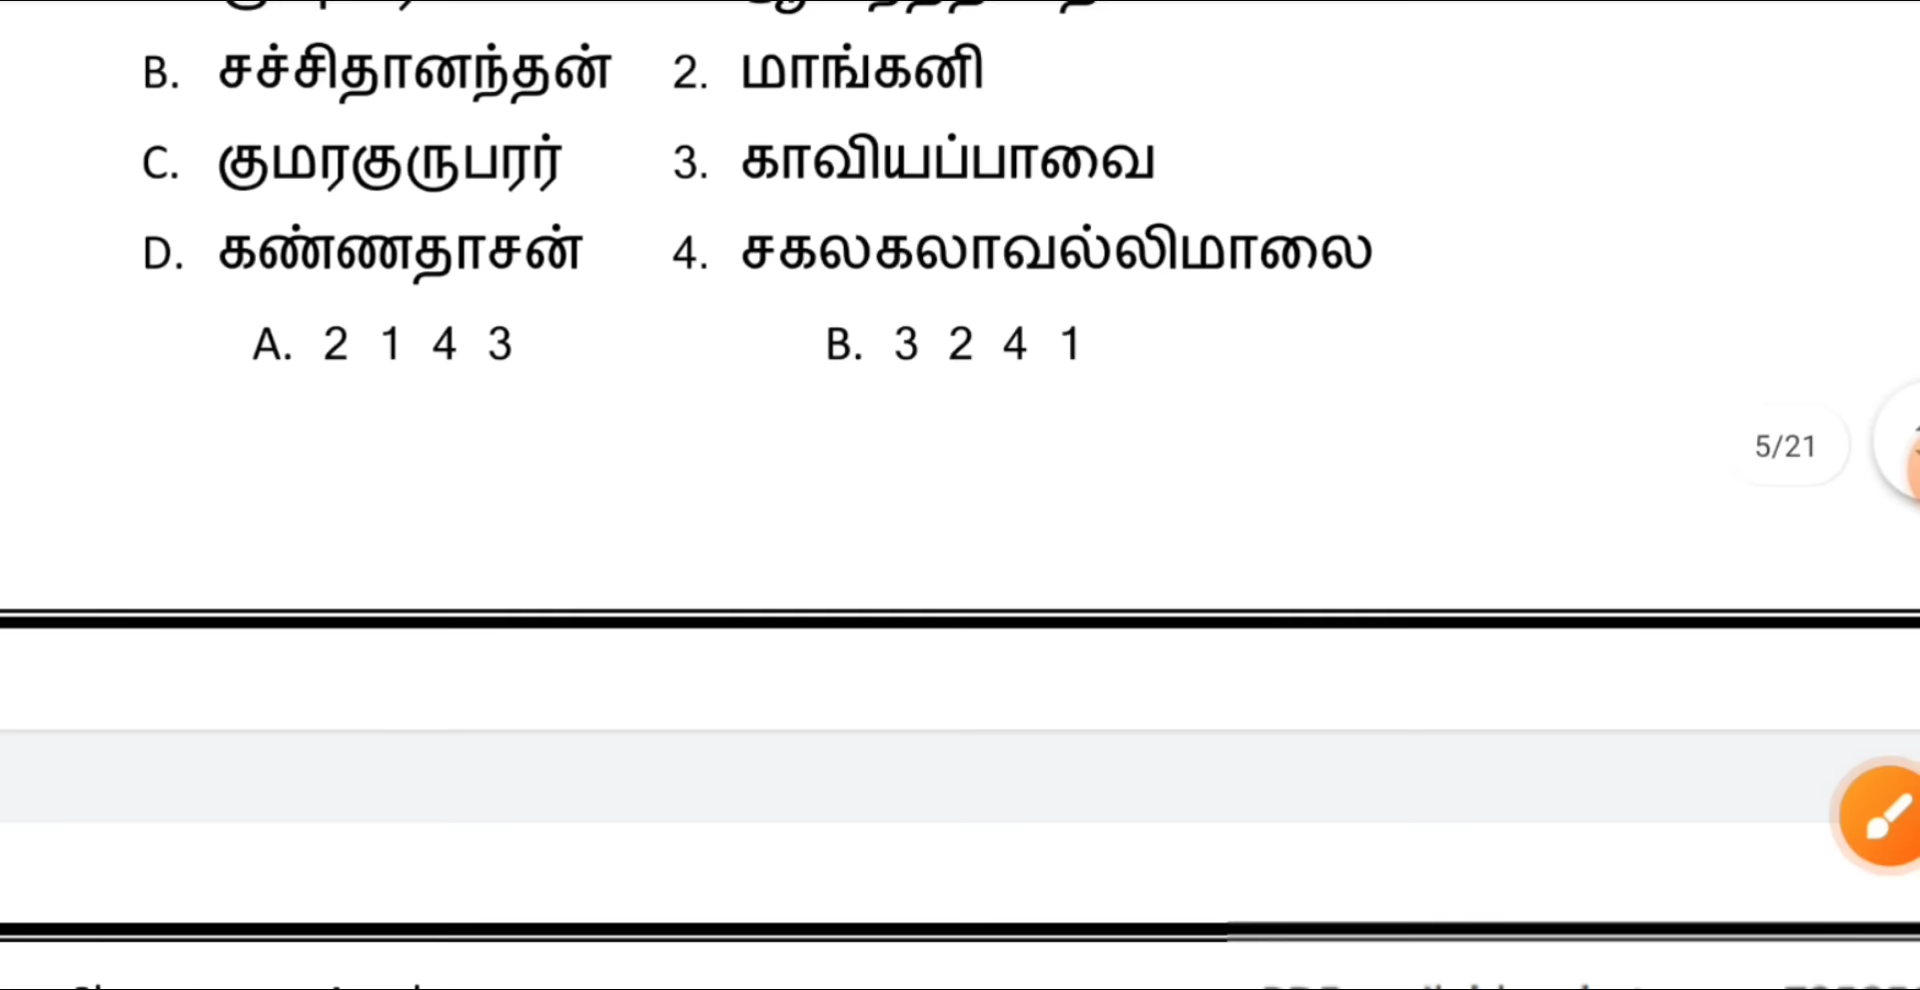 B. சச்சிதானந்தன் 2. மாங்கனி
C. குமரகுருபரர் 3. காவியப்பாவை
D. கண்ணதாசன் 4. சகலகலாவல்லிமாலை
A. 2 1 4 3 B. 3 2 4 1
5/21